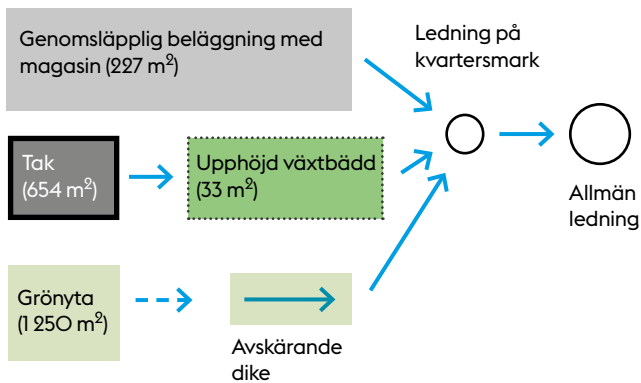 Genomsläpplig beläggning med
magasin (227 m²)
Ledning på
kvartersmark
Tak
(654 m²)
Upphöjd växtbädd
(33 m²)
Allmän
ledning
Grönyta
(1 250 m²)
Avskärande
dike